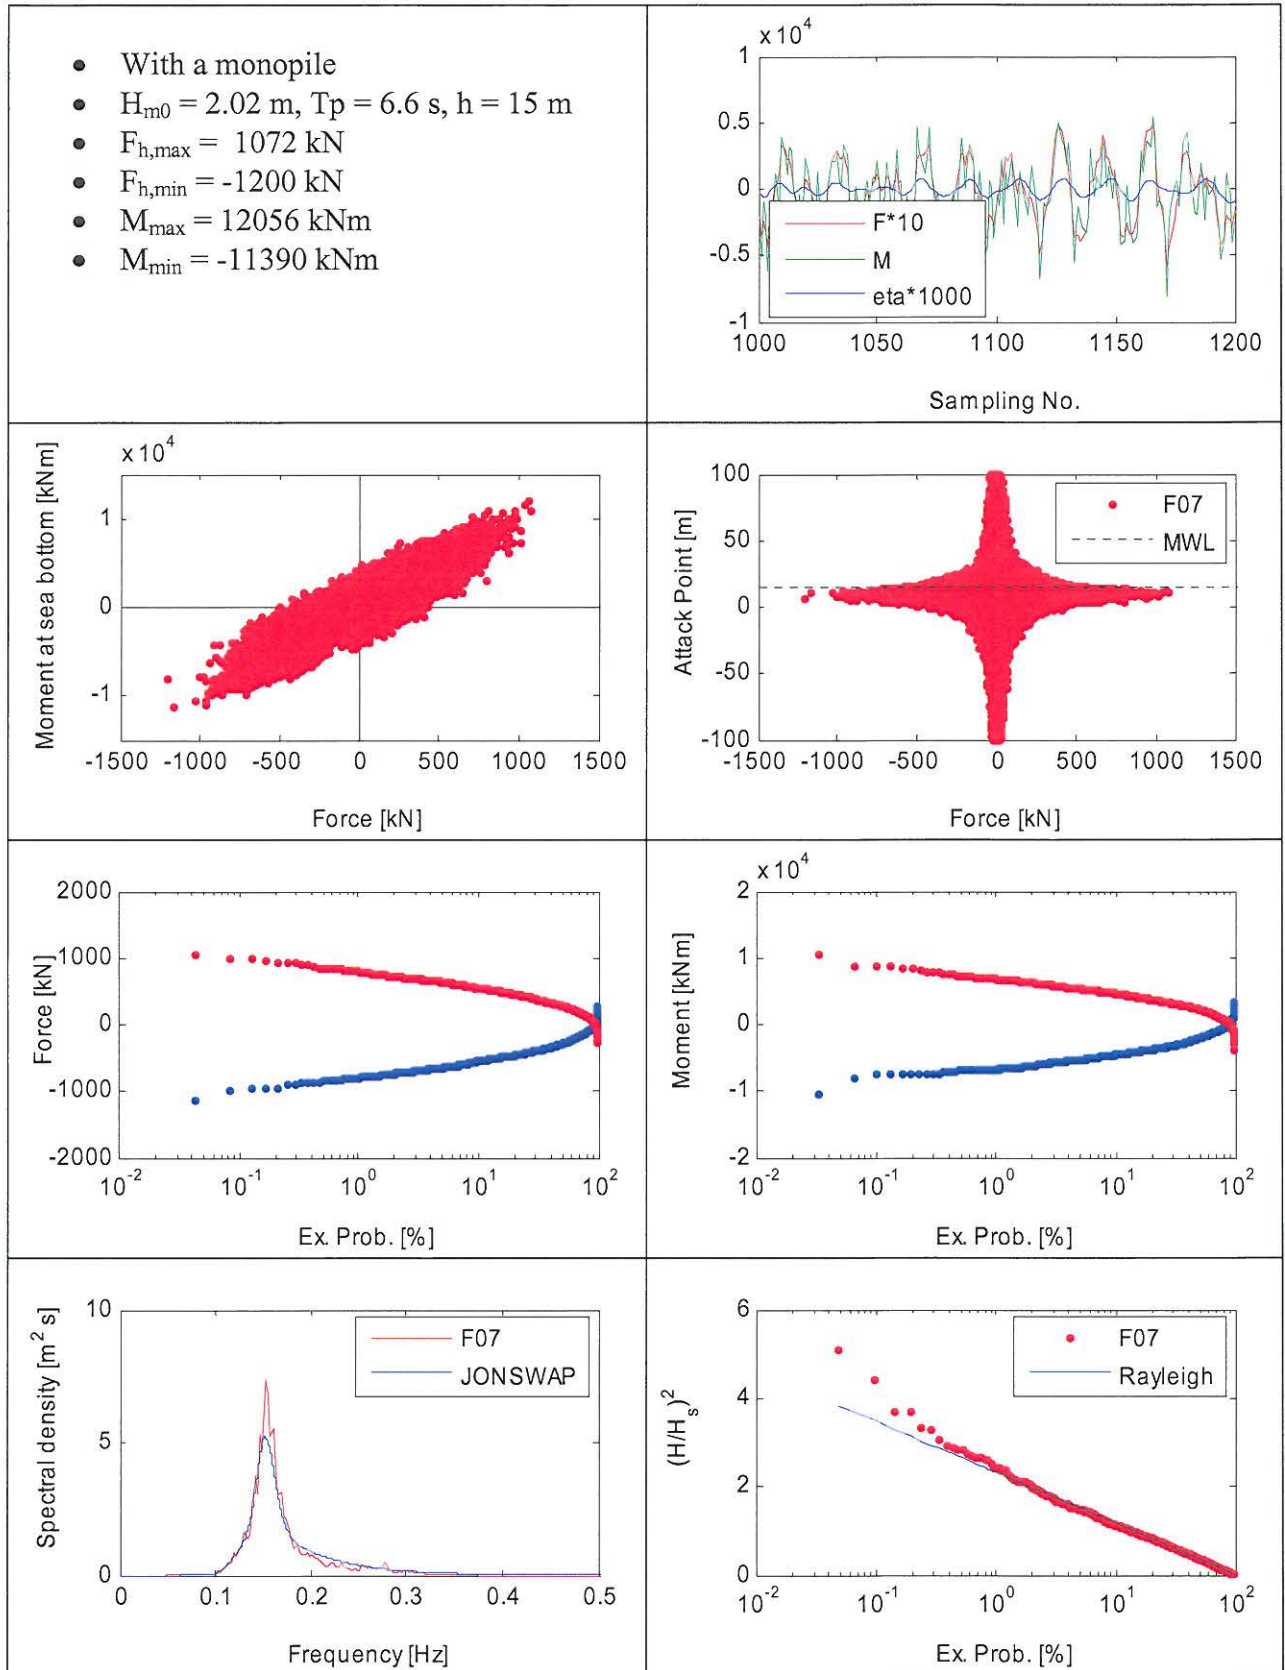 • With a monopile
• Hm0 = 2.02 m, Tp = 6.6 s, h = 15 m
• Fh,max = 1072 kN
• Fh,min = -1200 kN
• Mmax = 12056 kNm
• Mmin = -11390 kNm
x 10^4
1
0.5
0
-0.5
-1
F*10
M
eta*1000
1000 1050 1100 1150 1200
Sampling No.
Moment at sea bottom [kNm]
x 10^4
1
0
-1
-1500 -1000 -500 0 500 1000 1500
Force [kN]
Attack Point [m]
100
50
0
-50
-100
F07
MWL
-1500 -1000 -500 0 500 1000 1500
Force [kN]
Force [kN]
2000
1000
0
-1000
-2000
10^-2 10^-1 10^0 10^1 10^2
Ex. Prob. [%]
Moment [kNm]
x 10^4
2
1
0
-1
-2
10^-2 10^-1 10^0 10^1 10^2
Ex. Prob. [%]
Spectral density [m^2 s]
10
5
0
F07
JONSWAP
0 0.1 0.2 0.3 0.4 0.5
Frequency [Hz]
(H/Hs)^2
6
4
2
0
F07
Rayleigh
10^-2 10^-1 10^0 10^1 10^2
Ex. Prob. [%]